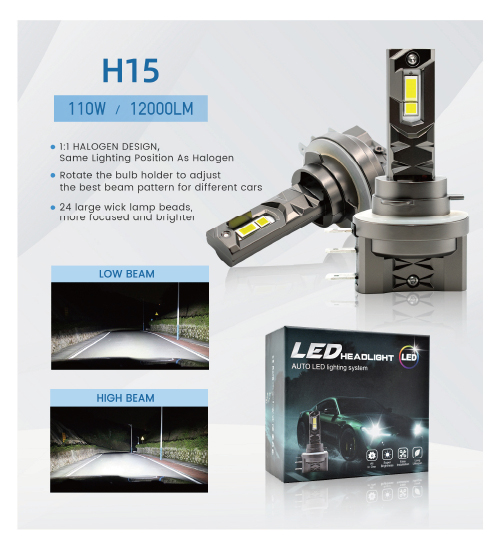 H15
110W / 12000LM
1:1 HALOGEN DESIGN,
Same Lighting Position As Halogen
Rotate the bulb holder to adjust
the best beam pattern for different cars
24 large wick lamp beads,
more focused and brighter
LOW BEAM
HIGH BEAM
LED HEADLIGHT LED
AUTO LED lighting system